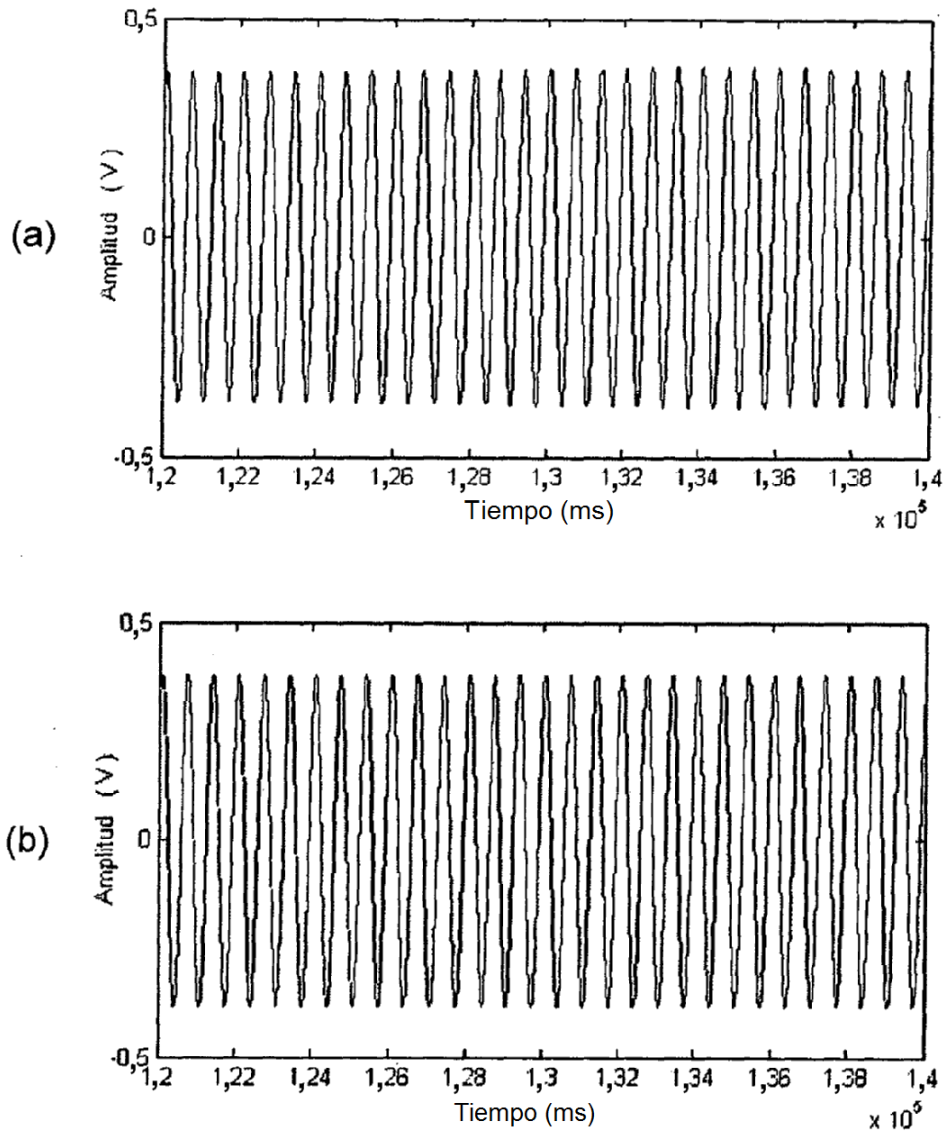 0,5
(a)
Amplitud (V)
0
-0,5
1,2 1,22 1,24 1,26 1,28 1,3 1,32 1,34 1,36 1,38 1,4
Tiempo (ms)
x 10⁵
0,5
(b)
Amplitud (V)
0
-0,5
1,2 1,22 1,24 1,26 1,28 1,3 1,32 1,34 1,36 1,38 1,4
Tiempo (ms)
x 10⁵